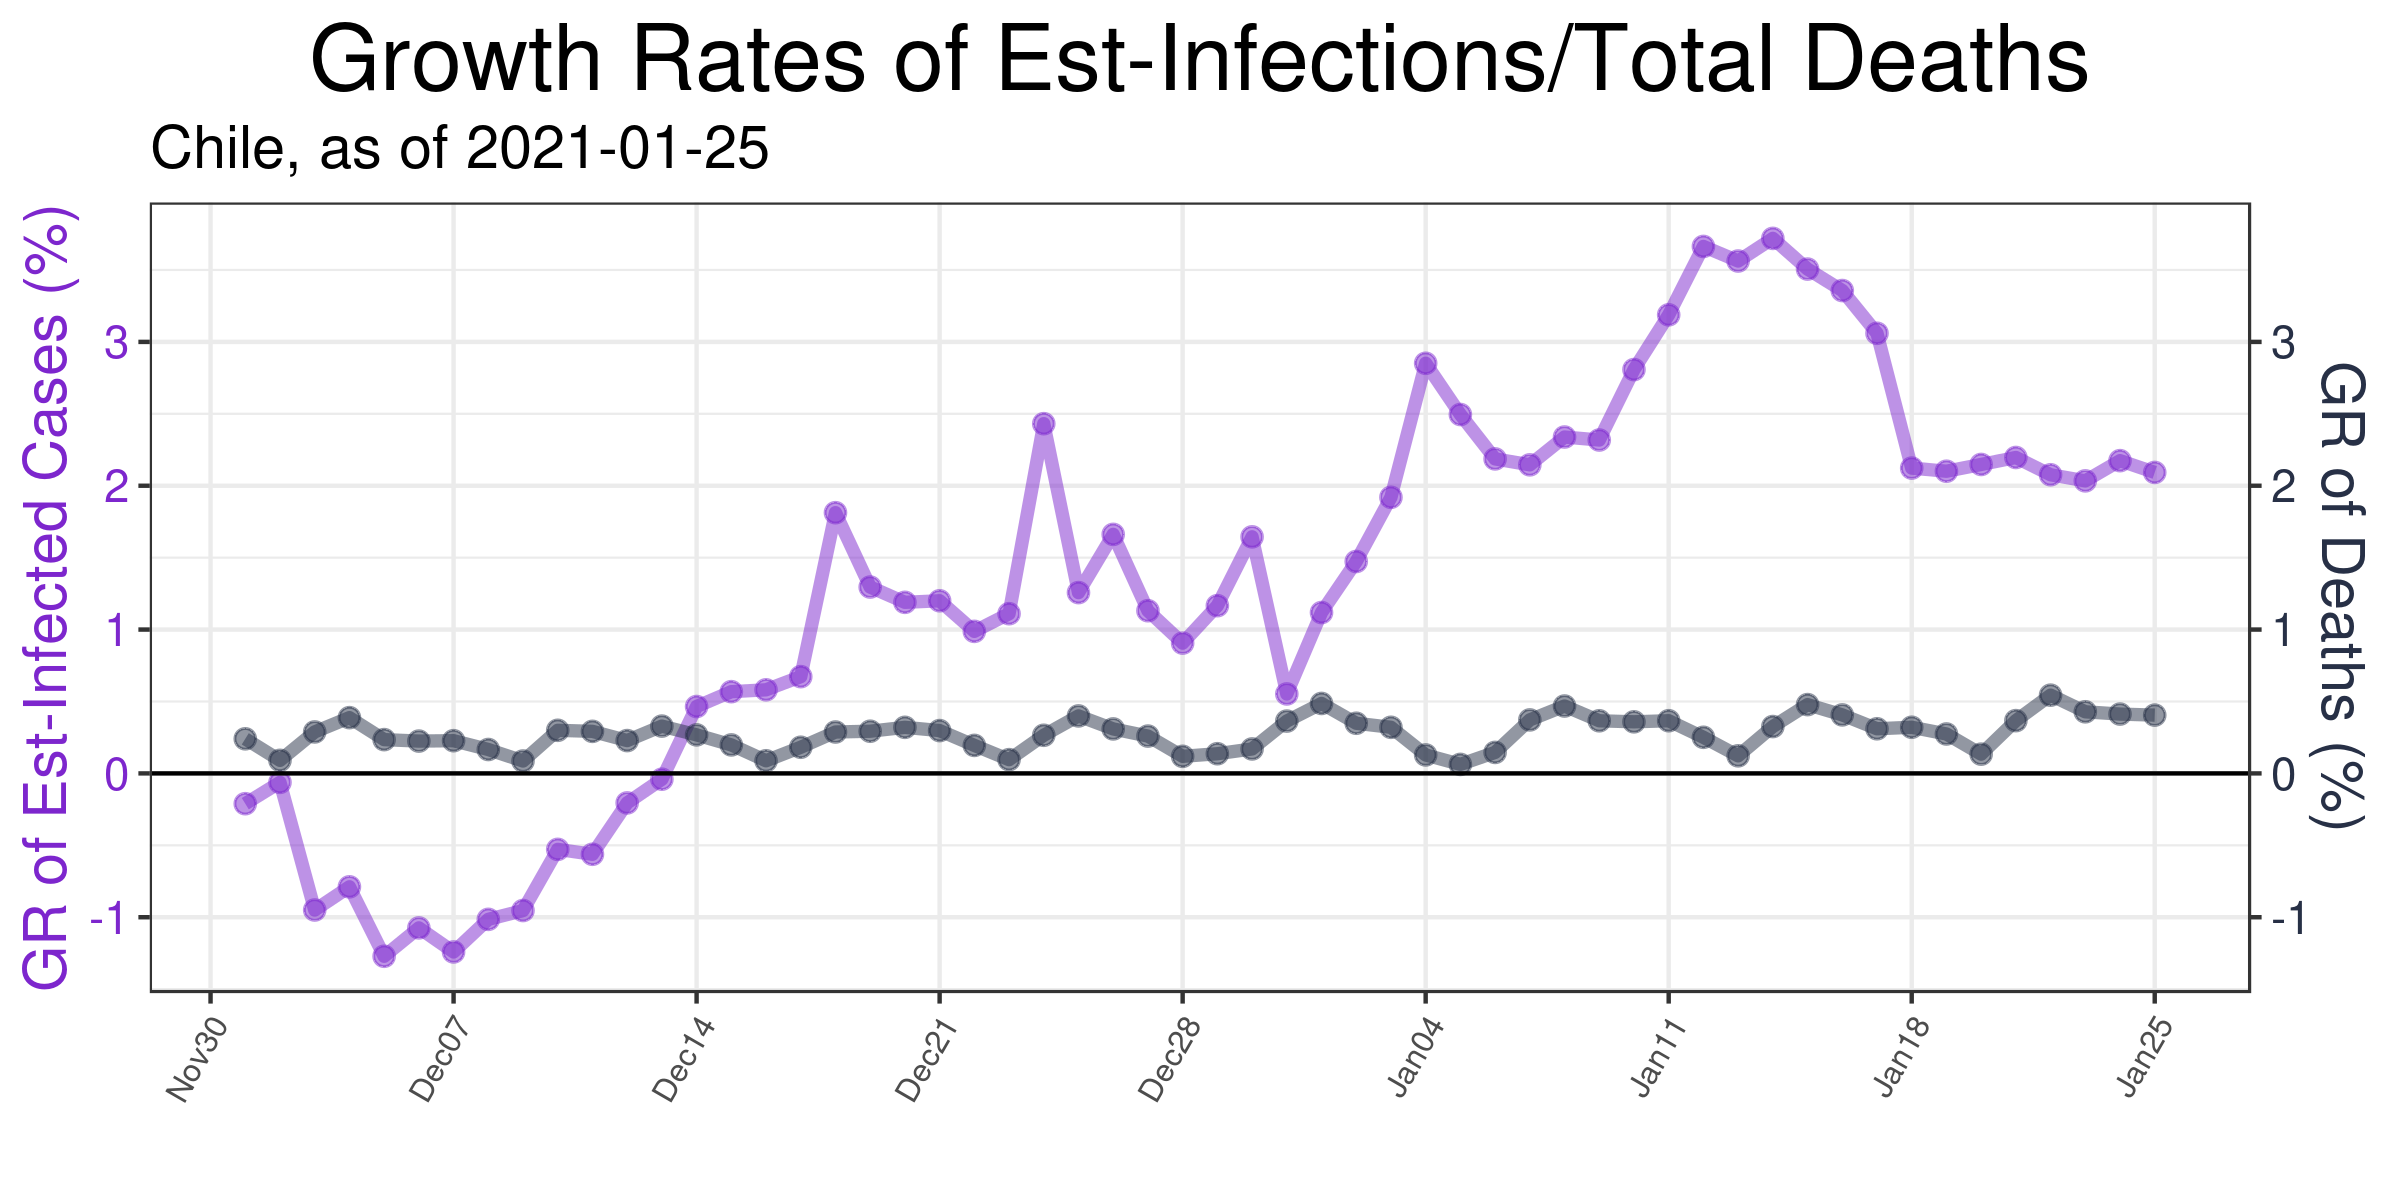 Growth Rates of Est-Infections/Total Deaths
Chile, as of 2021-01-25
GR of Est-Infected Cases (%)
3
2
1
0
-1
3
2
1
0
-1
GR of Deaths (%)
Nov30
Dec07
Dec14
Dec21
Dec28
Jan04
Jan11
Jan18
Jan25